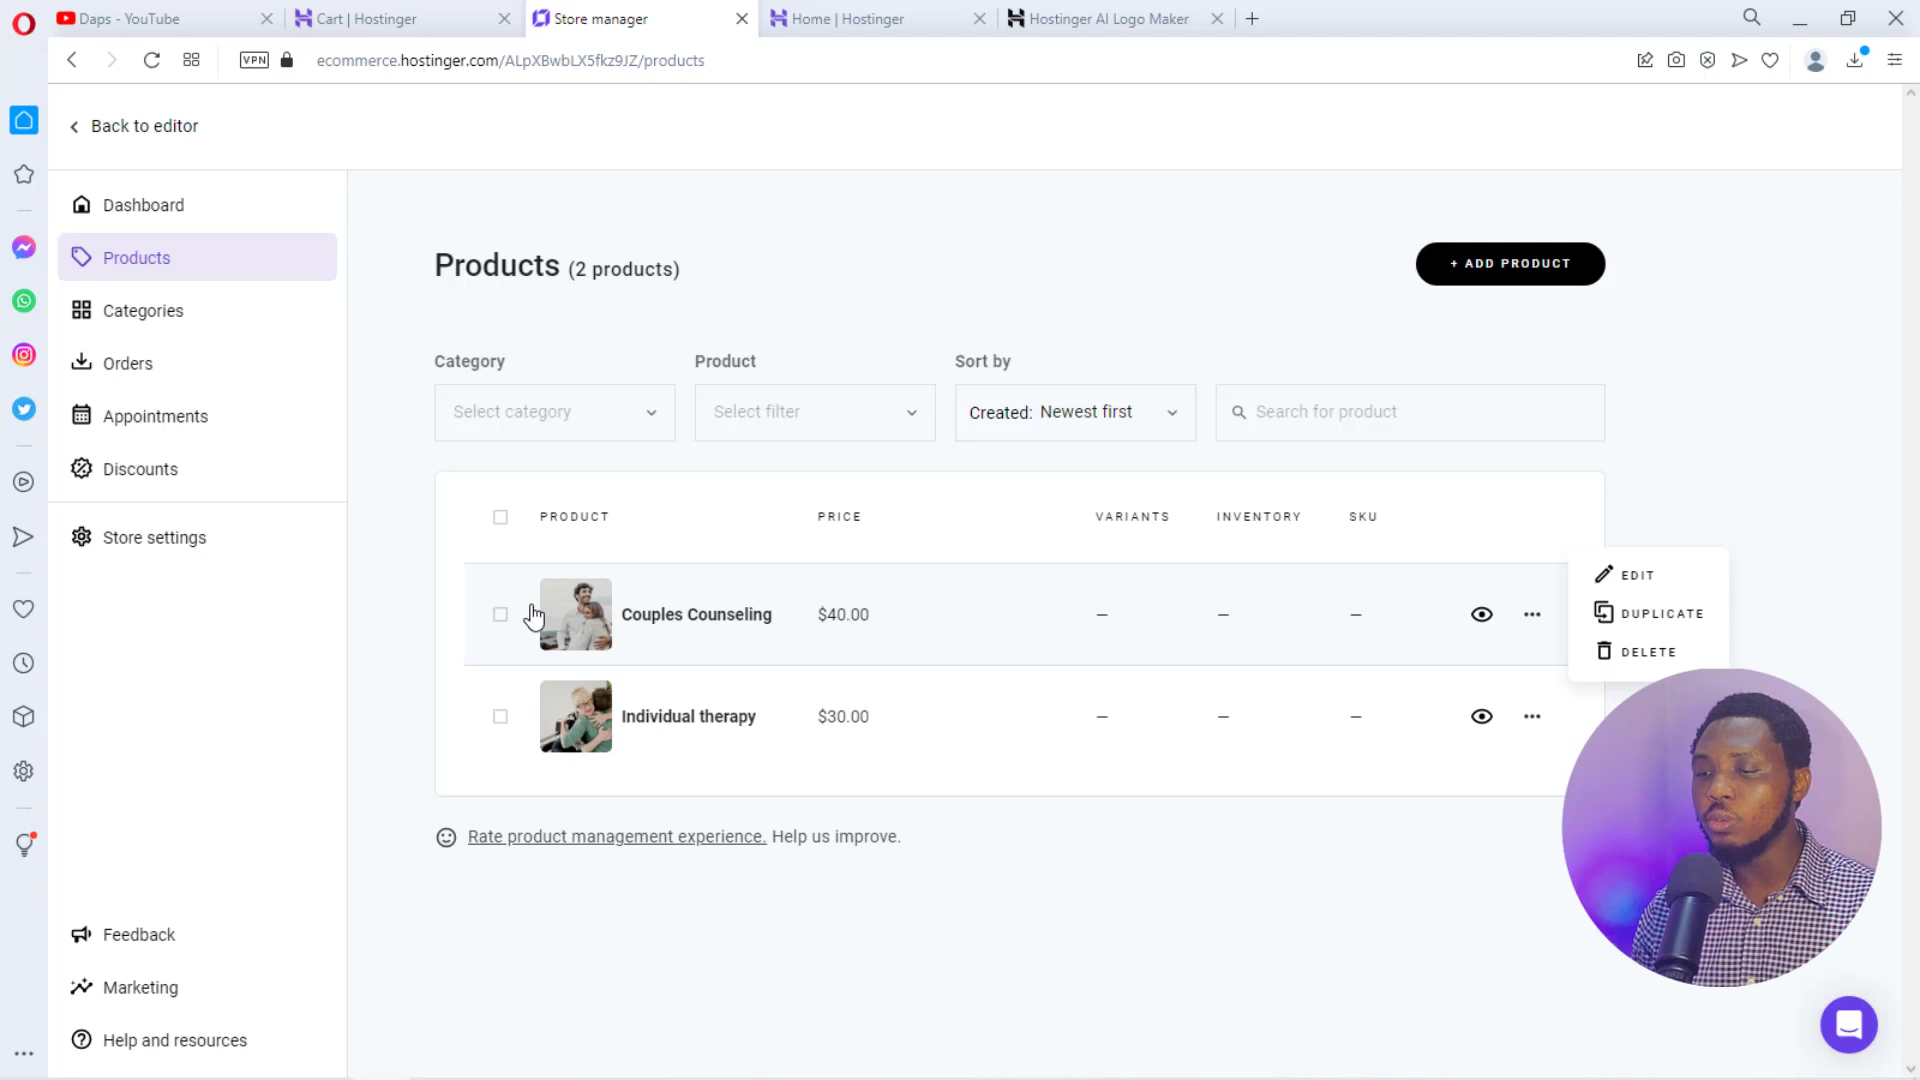 Daps - YouTube
Cart | Hostinger
Store manager
Home | Hostinger
Hostinger AI Logo Maker
VPN
ecommerce.hostinger.com/ALpXBwbLX5fkz9JZ/products
Back to editor
Dashboard
Products
Categories
Orders
Appointments
Discounts
Store settings
Feedback
Marketing
Help and resources
Products (2 products)
+ ADD PRODUCT
Category
Product
Sort by
Select category
Select filter
Created: Newest first
Search for product
PRODUCT PRICE VARIANTS INVENTORY SKU
Couples Counseling $40.00 – – –
Individual therapy $30.00 – – –
EDIT
DUPLICATE
DELETE
Rate product management experience. Help us improve.